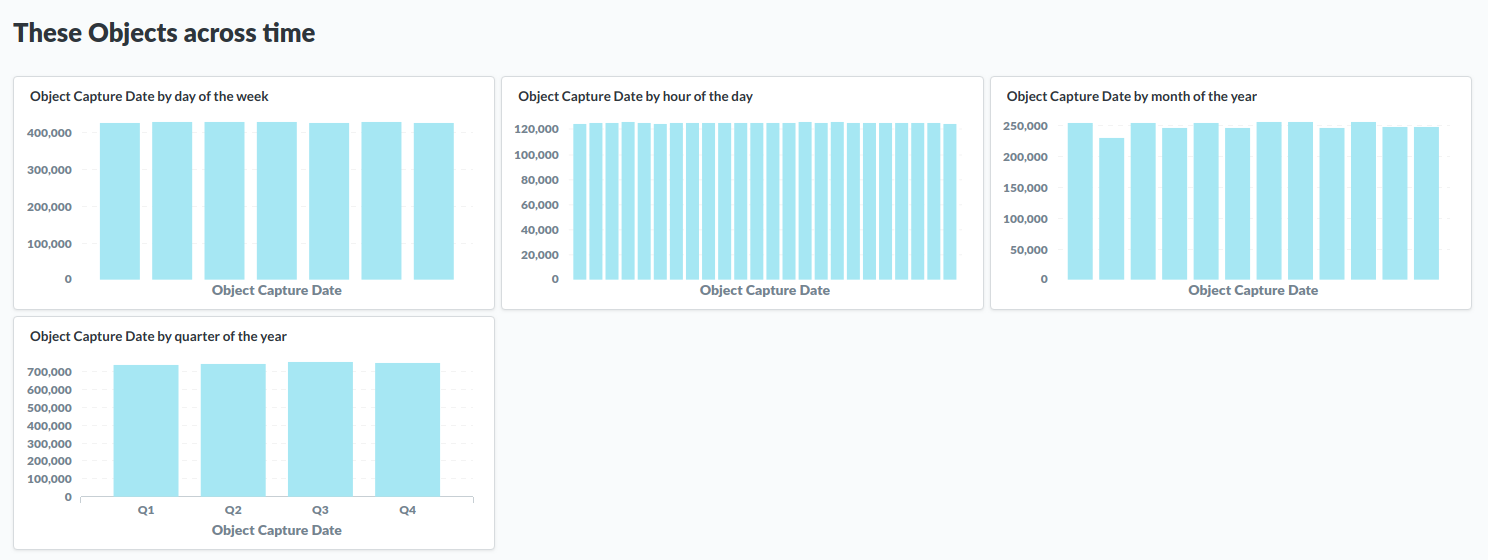 These Objects across time
Object Capture Date by day of the week
400,000
300,000
200,000
100,000
0
Object Capture Date
Object Capture Date by hour of the day
120,000
100,000
80,000
60,000
40,000
20,000
0
Object Capture Date
Object Capture Date by month of the year
250,000
200,000
150,000
100,000
50,000
0
Object Capture Date
Object Capture Date by quarter of the year
700,000
600,000
500,000
400,000
300,000
200,000
100,000
0
Q1 Q2 Q3 Q4
Object Capture Date